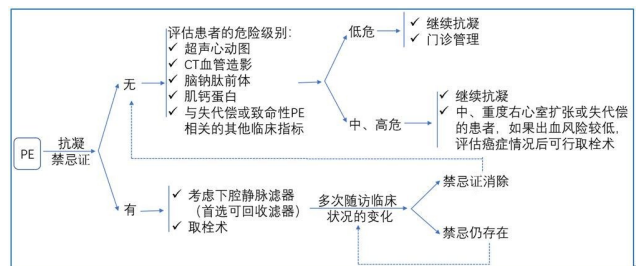 PE
抗凝
禁忌证
无
评估患者的危险级别：
✓ 超声心动图
✓ CT血管造影
✓ 脑钠肽前体
✓ 肌钙蛋白
✓ 与失代偿或致命性PE
相关的其他临床指标
低危
✓ 继续抗凝
✓ 门诊管理
中、高危
✓ 继续抗凝
✓ 中、重度右心室扩张或失代偿
的患者，如果出血风险较低，
评估癌症情况后可行取栓术
有
✓ 考虑下腔静脉滤器
（首选可回收滤器）
✓ 取栓术
多次随访临床
状况的变化
禁忌证消除
禁忌仍存在